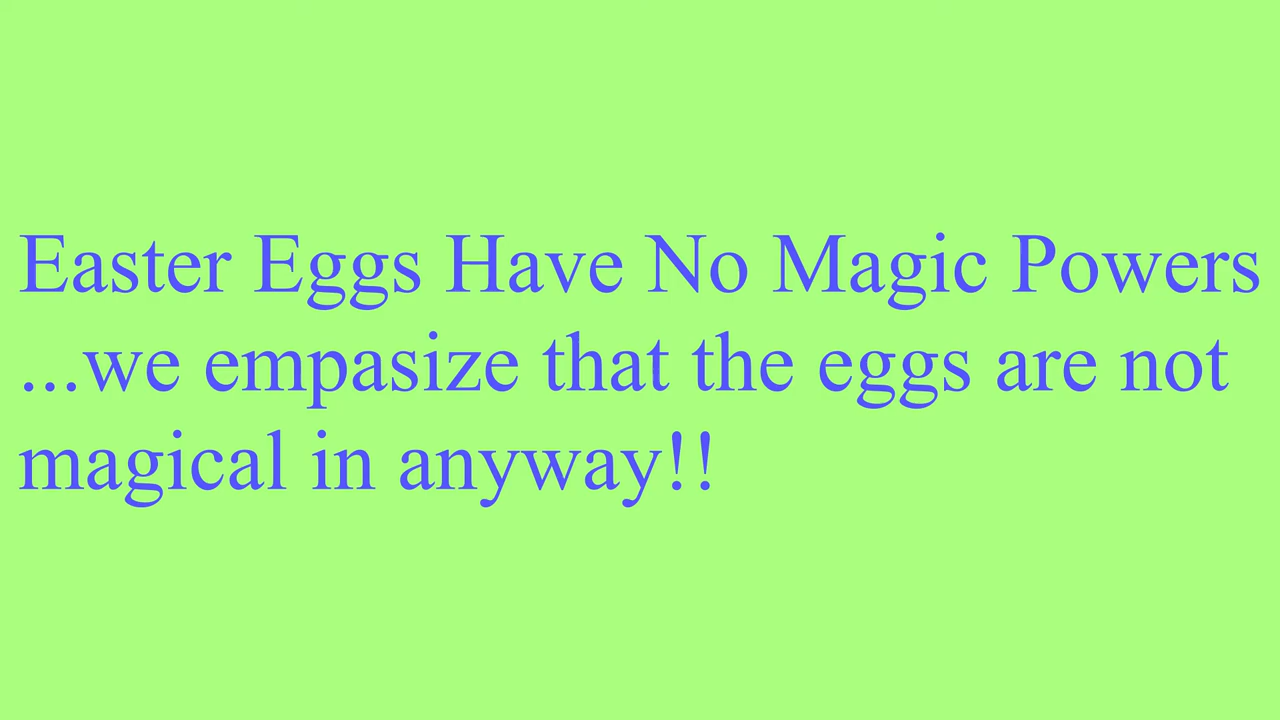 Easter Eggs Have No Magic Powers
...we empasize that the eggs are not
magical in anyway!!